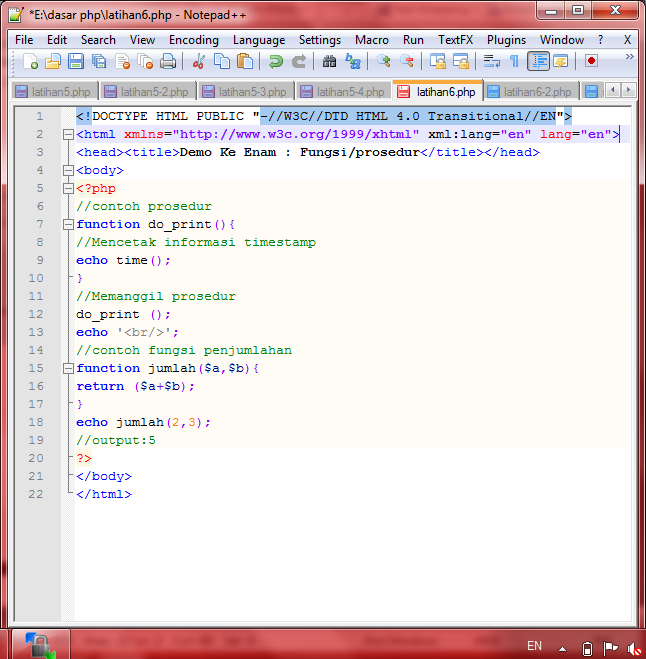 *E:\dasar php\latihan6.php - Notepad++
File Edit Search View Encoding Language Settings Macro Run TextFX Plugins Window ? X
latihan5.php latihan5-2.php latihan5-3.php latihan5-4.php latihan6.php latihan6-2.php
1 <!DOCTYPE HTML PUBLIC "-//W3C//DTD HTML 4.0 Transitional//EN">
2 <html xmlns="http://www.w3c.org/1999/xhtml" xml:lang="en" lang="en">
3 <head><title>Demo Ke Enam : Fungsi/prosedur</title></head>
4 <body>
5 <?php
6 //contoh prosedur
7 function do_print(){
8 //Mencetak informasi timestamp
9 echo time();
10 }
11 //Memanggil prosedur
12 do_print ();
13 echo '<br/>';
14 //contoh fungsi penjumlahan
15 function jumlah($a,$b){
16 return ($a+$b);
17 }
18 echo jumlah(2,3);
19 //output:5
20 ?>
21 </body>
22 </html>
EN